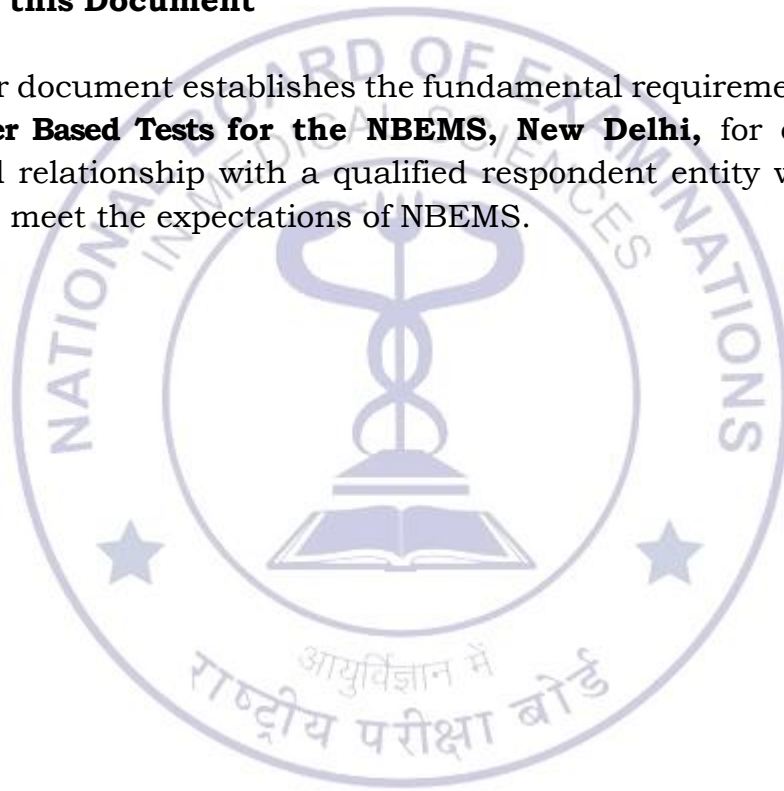 this Document
r document establishes the fundamental requireme
er Based Tests for the NBEMS, New Delhi, for
d relationship with a qualified respondent entity
meet the expectations of NBEMS.
NATIONAL BOARD OF EXAMINATIONS
IN MEDICAL SCIENCES
आयुर्विज्ञान में
राष्ट्रीय परीक्षा बोर्ड